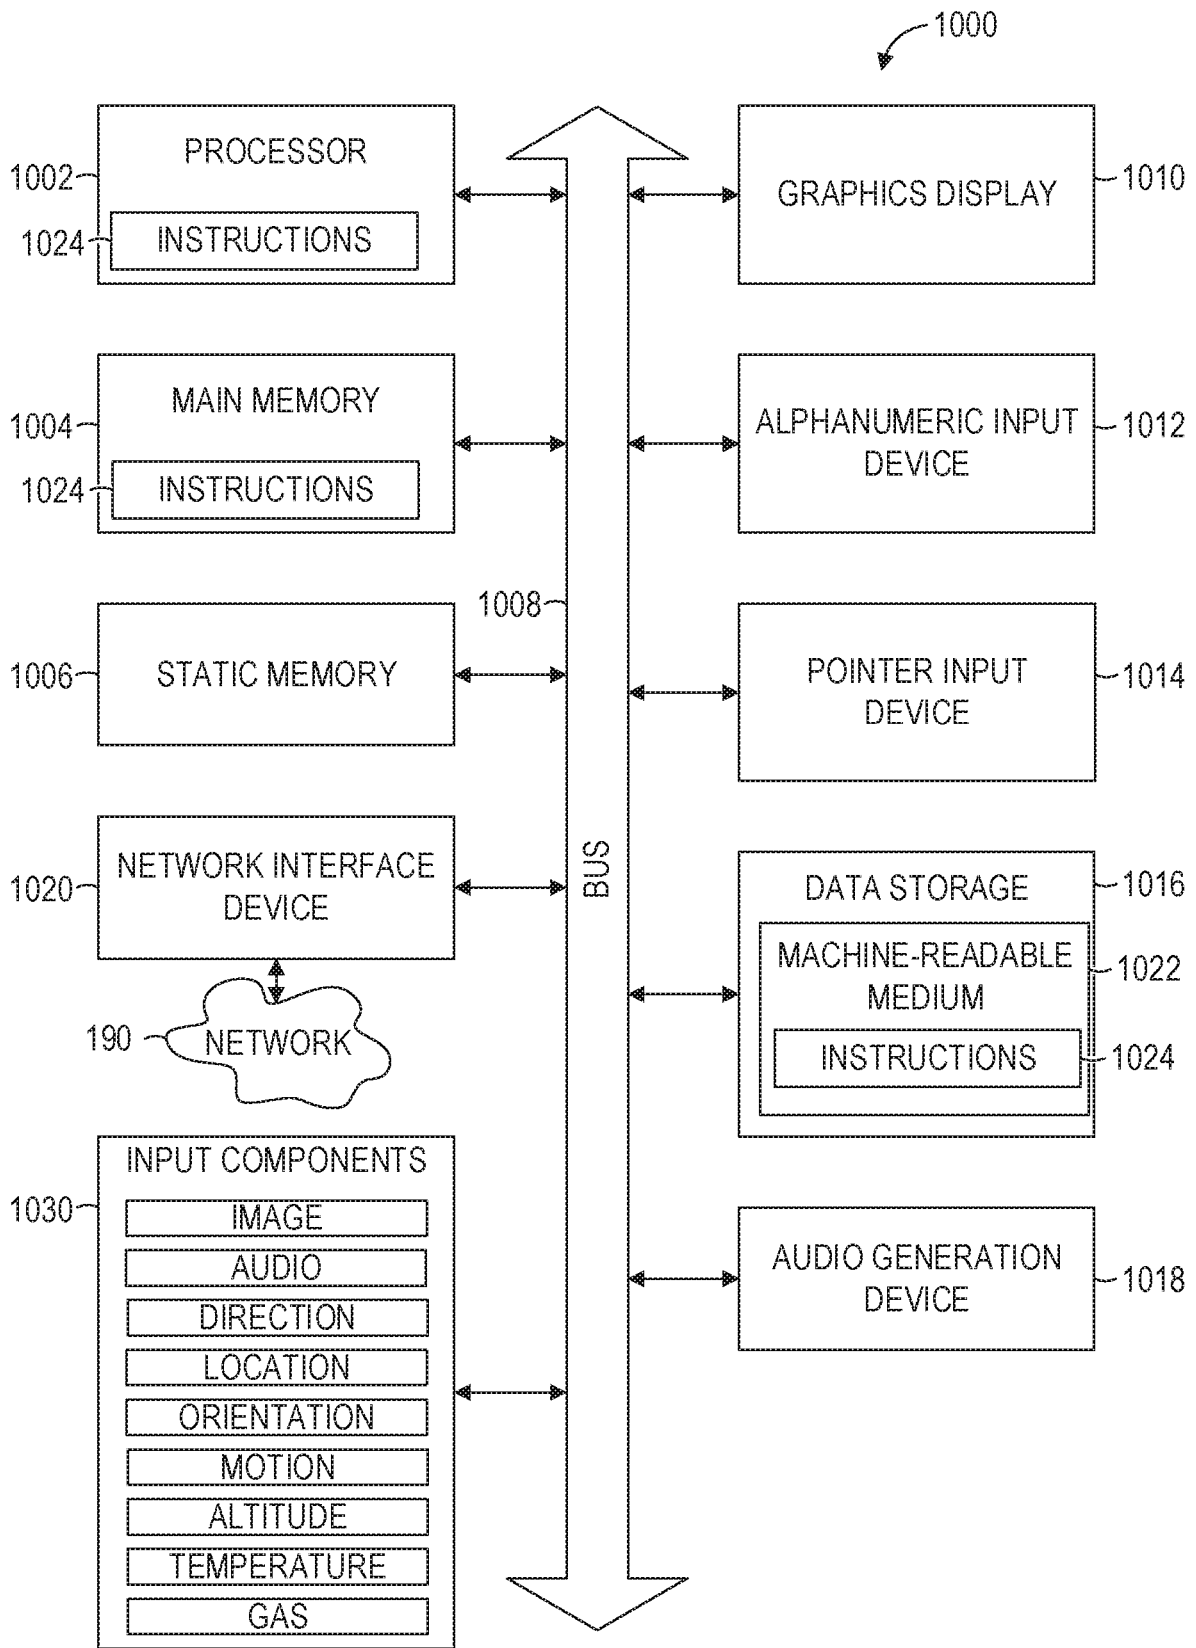 1000
PROCESSOR
1002
1024
INSTRUCTIONS
MAIN MEMORY
1004
1024
INSTRUCTIONS
1008
1006
STATIC MEMORY
NETWORK INTERFACE
DEVICE
1020
190
NETWORK
INPUT COMPONENTS
1030
IMAGE
AUDIO
DIRECTION
LOCATION
ORIENTATION
MOTION
ALTITUDE
TEMPERATURE
GAS
BUS
GRAPHICS DISPLAY
1010
ALPHANUMERIC INPUT
DEVICE
1012
POINTER INPUT
DEVICE
1014
DATA STORAGE
1016
MACHINE-READABLE
MEDIUM
1022
INSTRUCTIONS
1024
AUDIO GENERATION
DEVICE
1018